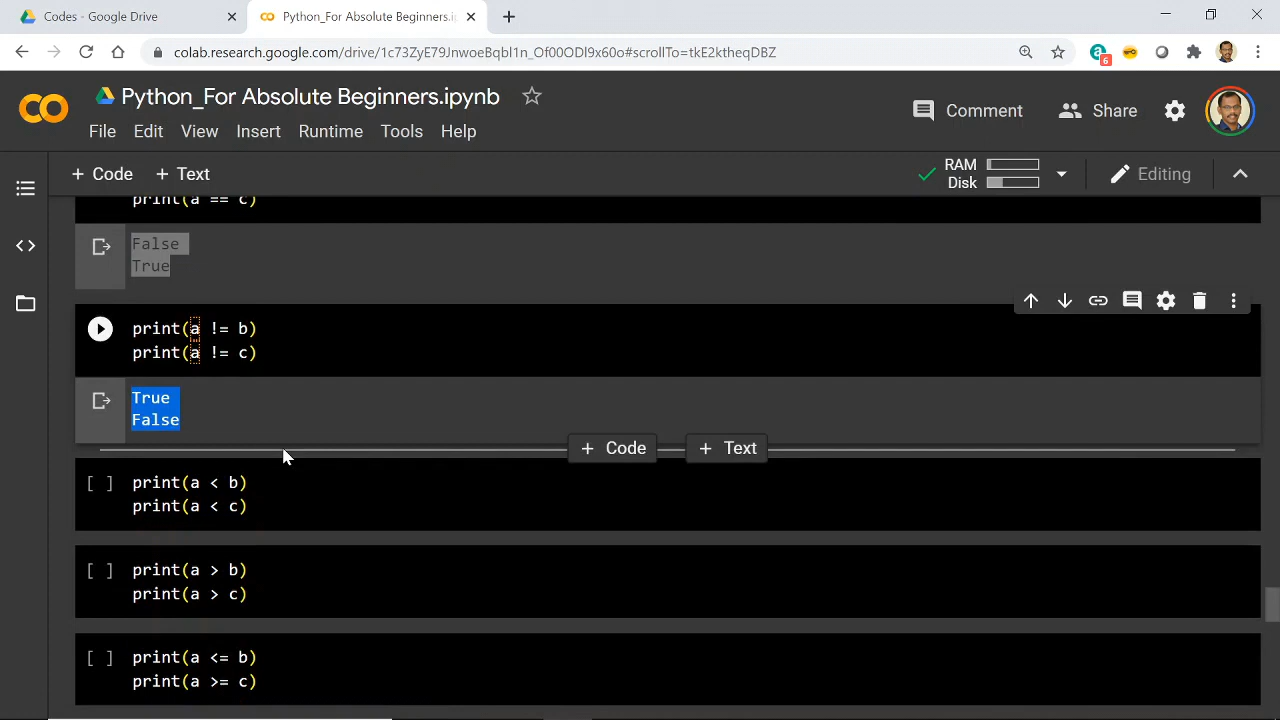 Codes - Google Drive
Python_For Absolute Beginners.i
colab.research.google.com/drive/1c73ZyE79JnwoeBqbl1n_Of00ODl9x60o#scrollTo=tkE2ktheqDBZ
6
Python_For Absolute Beginners.ipynb
Comment
Share
File Edit View Insert Runtime Tools Help
+ Code + Text
RAM
Disk
Editing
print(a == c)
False
True
print(a != b)
print(a != c)
True
False
+ Code + Text
[ ] print(a < b)
print(a < c)
[ ] print(a > b)
print(a > c)
[ ] print(a <= b)
print(a >= c)